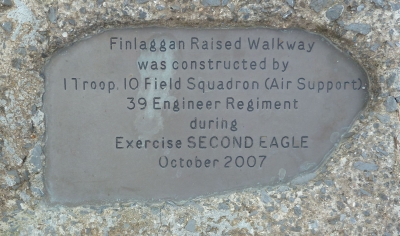 Finlaggan Raised Walkway
was constructed by
1 Troop, 10 Field Squadron (Air Support)
39 Engineer Regiment
during
Exercise SECOND EAGLE
October 2007